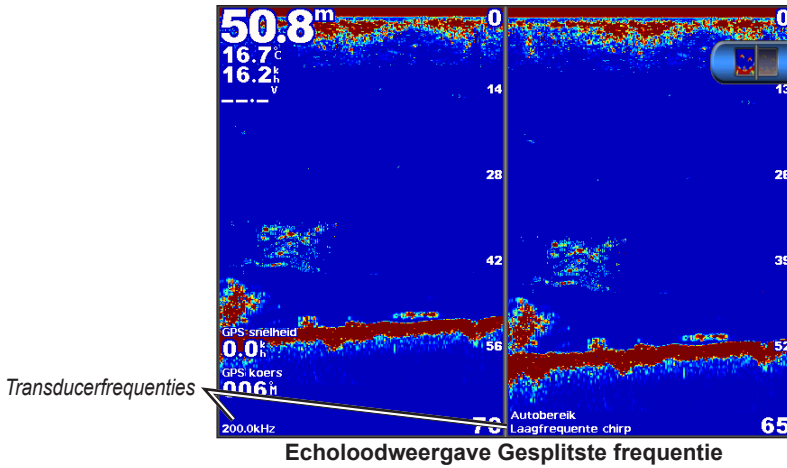 50.8m
0
0
16.7°C
16.2kh
V
--.-
14
13
28
26
42
39
GPS snelheid
0.0kh
56
52
GPS koers
006°M
Transducerfrequenties
200.0kHz
Autobereik
Laagfrequente chirp
65
Echoloodweergave Gesplitste frequentie